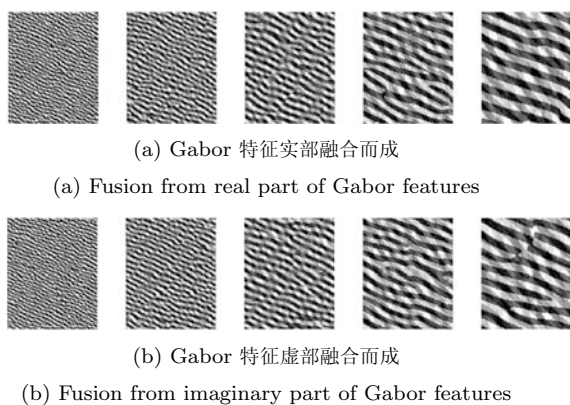 (a) Gabor 特征实部融合而成
(a) Fusion from real part of Gabor features
(b) Gabor 特征虚部融合而成
(b) Fusion from imaginary part of Gabor features